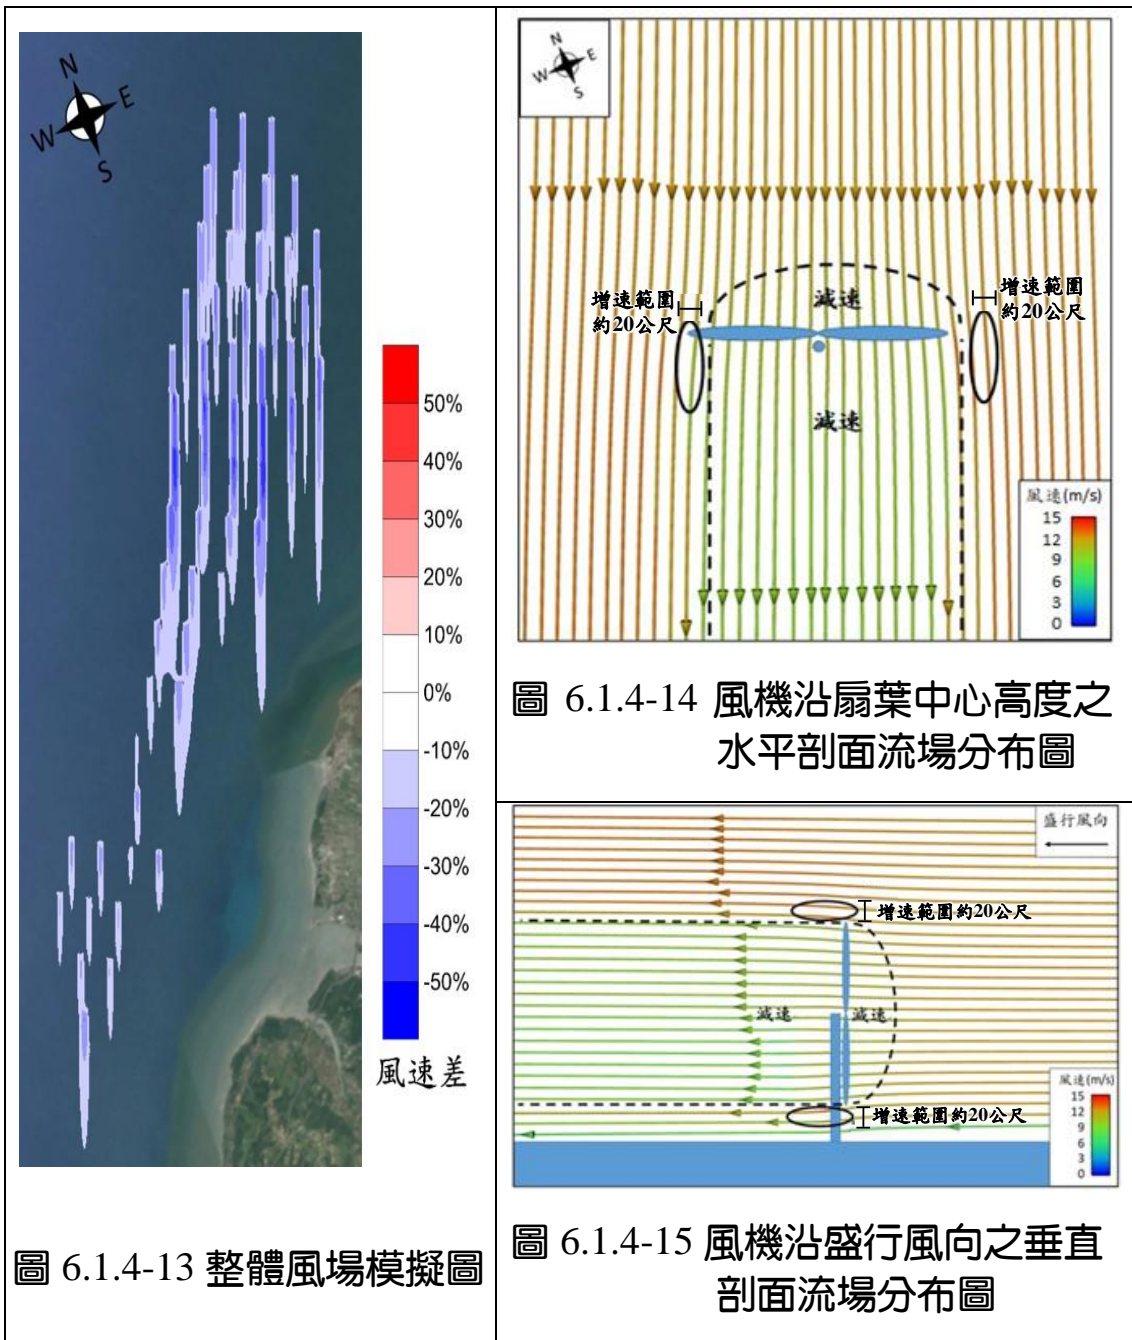 N
E
W
S
50%
40%
30%
20%
10%
0%
-10%
-20%
-30%
-40%
-50%
風速差
圖 6.1.4-13 整體風場模擬圖
N
E
W
S
增速範圍
約20公尺
減速
增速範圍
約20公尺
減速
風速(m/s)
15
12
9
6
3
0
圖 6.1.4-14 風機沿扇葉中心高度之
水平剖面流場分布圖
盛行風向
增速範圍約20公尺
減速
減速
增速範圍約20公尺
風速(m/s)
15
12
9
6
3
0
圖 6.1.4-15 風機沿盛行風向之垂直
剖面流場分布圖